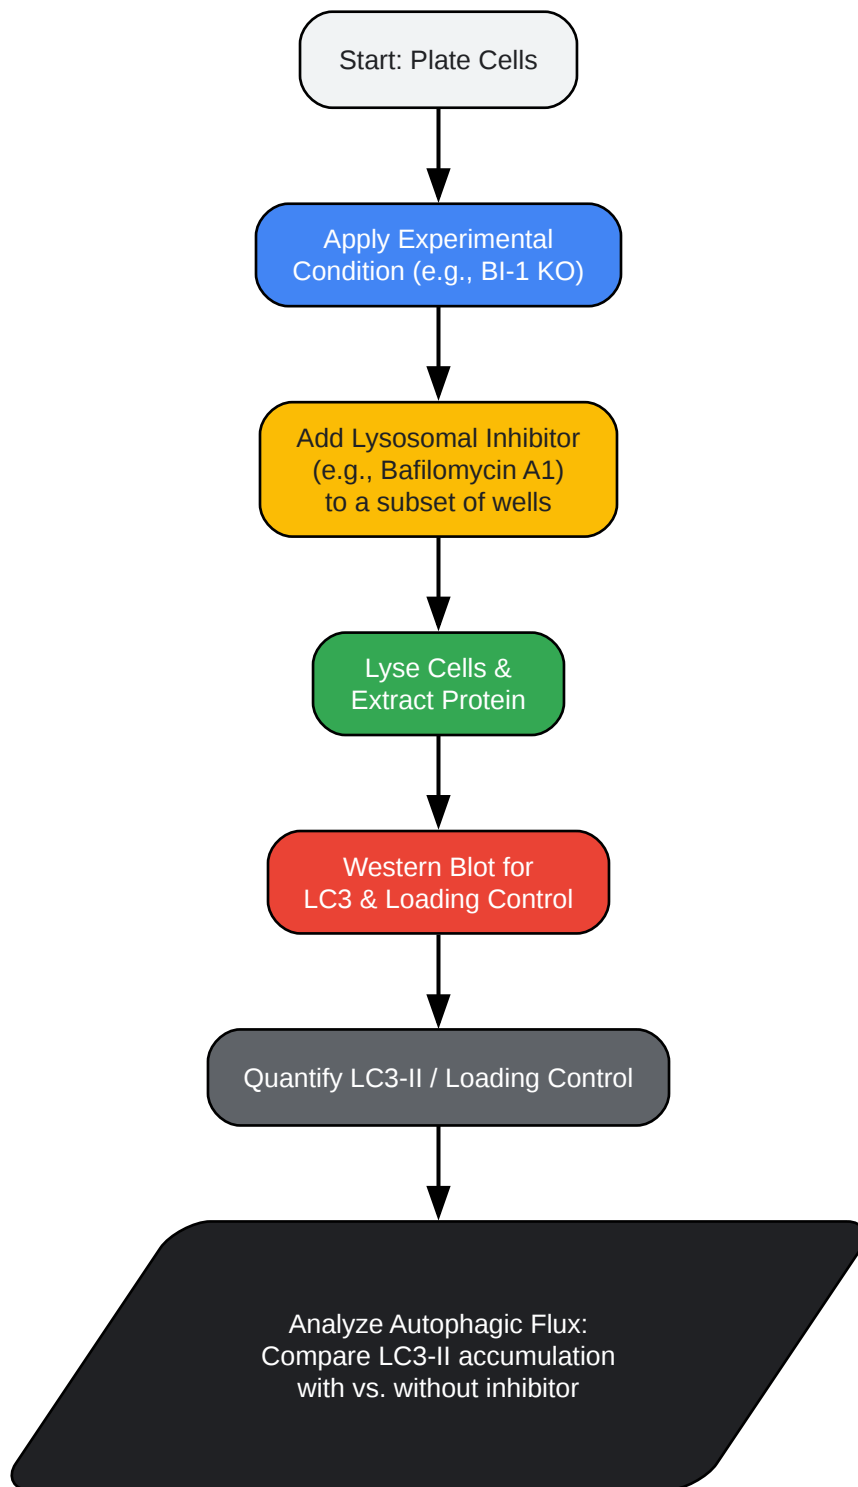 Start: Plate Cells
Apply Experimental
Condition (e.g., BI-1 KO)
Add Lysosomal Inhibitor
(e.g., Bafilomycin A1)
to a subset of wells
Lyse Cells &
Extract Protein
Western Blot for
LC3 & Loading Control
Quantify LC3-II / Loading Control
Analyze Autophagic Flux:
Compare LC3-II accumulation
with vs. without inhibitor